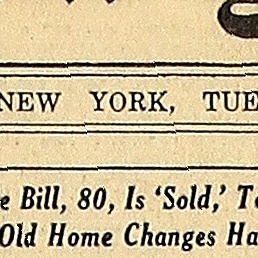 NEW YORK, TUE
e Bill, 80, Is ‘Sold,’ T
Old Home Changes Ha